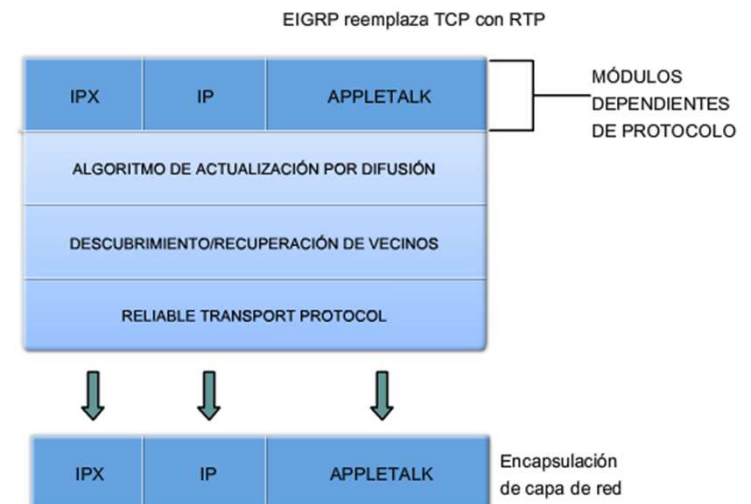 EIGRP reemplaza TCP con RTP
IPX IP APPLETALK
MÓDULOS
DEPENDIENTES
DE PROTOCOLO
ALGORITMO DE ACTUALIZACIÓN POR DIFUSIÓN
DESCUBRIMIENTO/RECUPERACIÓN DE VECINOS
RELIABLE TRANSPORT PROTOCOL
IPX IP APPLETALK
Encapsulación
de capa de red